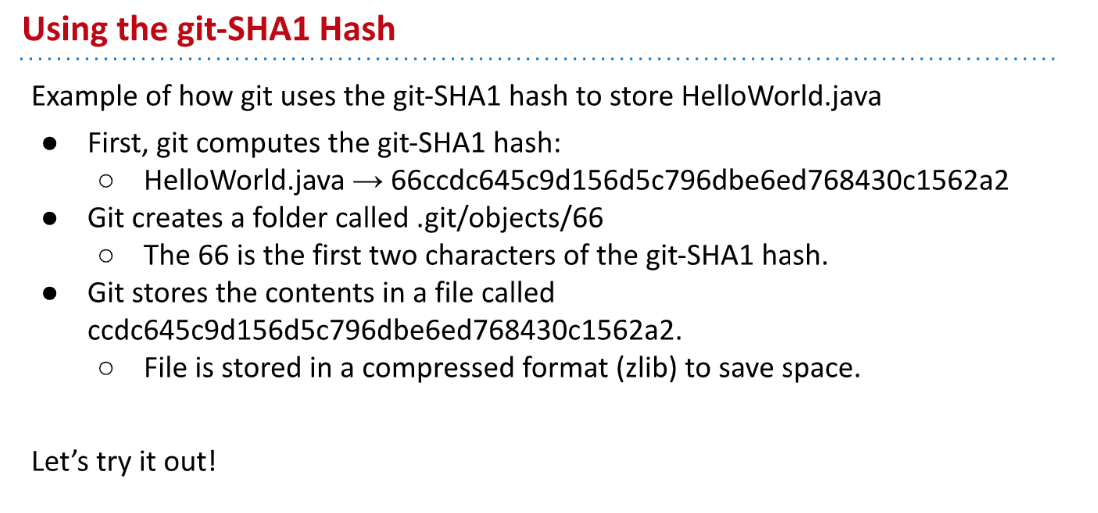 Using the git-SHA1 Hash
Example of how git uses the git-SHA1 hash to store HelloWorld.java
● First, git computes the git-SHA1 hash:
○ HelloWorld.java → 66ccdc645c9d156d5c796dbe6ed768430c1562a2
● Git creates a folder called .git/objects/66
○ The 66 is the first two characters of the git-SHA1 hash.
● Git stores the contents in a file called
ccdc645c9d156d5c796dbe6ed768430c1562a2.
○ File is stored in a compressed format (zlib) to save space.
Let’s try it out!